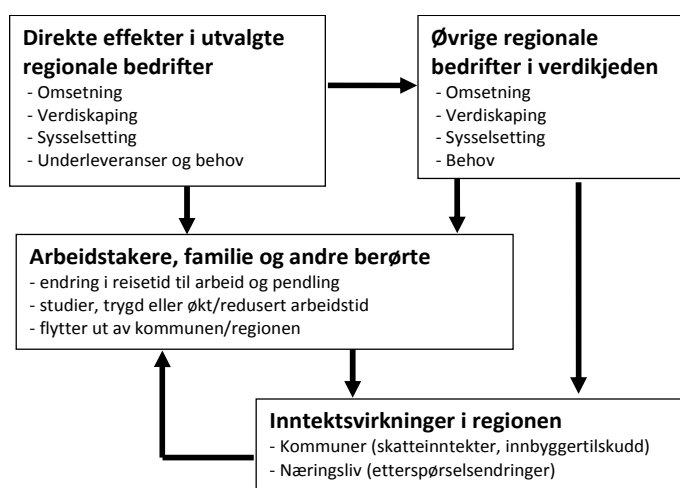 Direkte effekter i utvalgte
regionale bedrifter
- Omsetning
- Verdiskaping
- Sysselsetting
- Underleveranser og behov
Øvrige regionale
bedrifter i verdikjeden
- Omsetning
- Verdiskaping
- Sysselsetting
- Behov
Arbeidstakere, familie og andre berørte
- endring i reisetid til arbeid og pendling
- studier, trygd eller økt/redusert arbeidstid
- flytter ut av kommunen/regionen
Inntektsvirkninger i regionen
- Kommuner (skatteinntekter, innbyggertilskudd)
- Næringsliv (etterspørselsendringer)